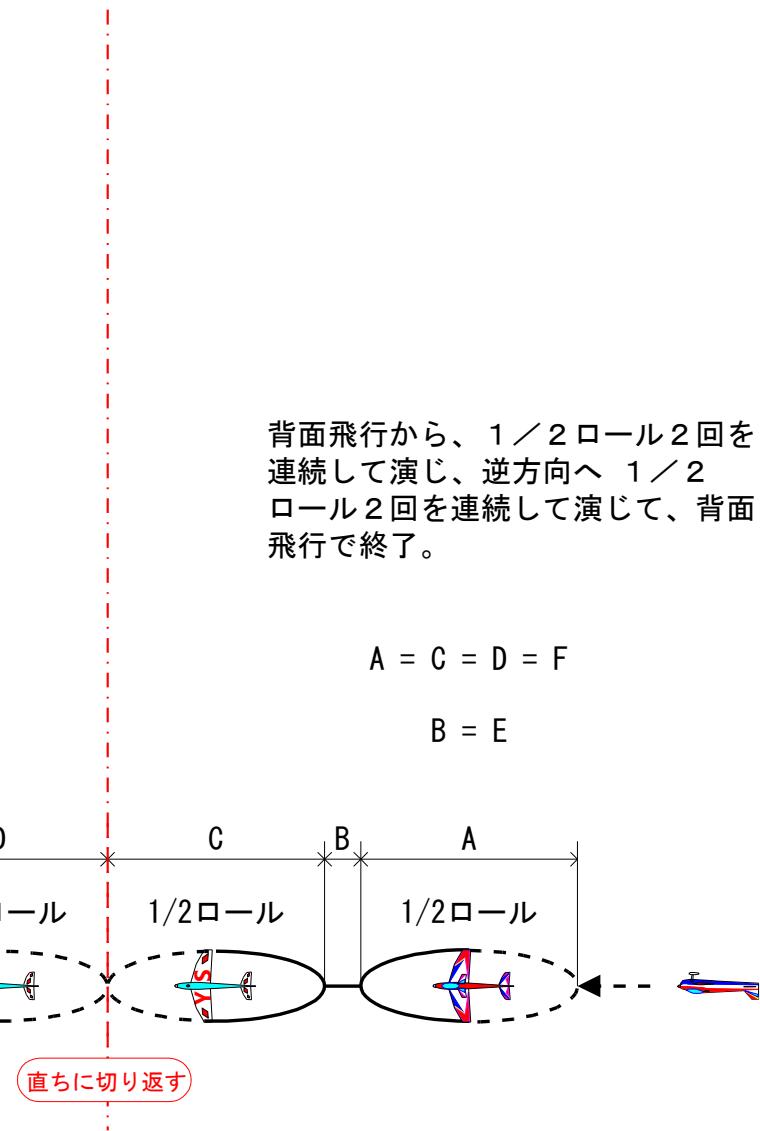 背面飛行から、１／２ロール２回を
連続して演じ、逆方向へ １／２
ロール２回を連続して演じて、背面
飛行で終了。
A = C = D = F
B = E
C B A
ール 1/2ロール 1/2ロール
YS
直ちに切り返す